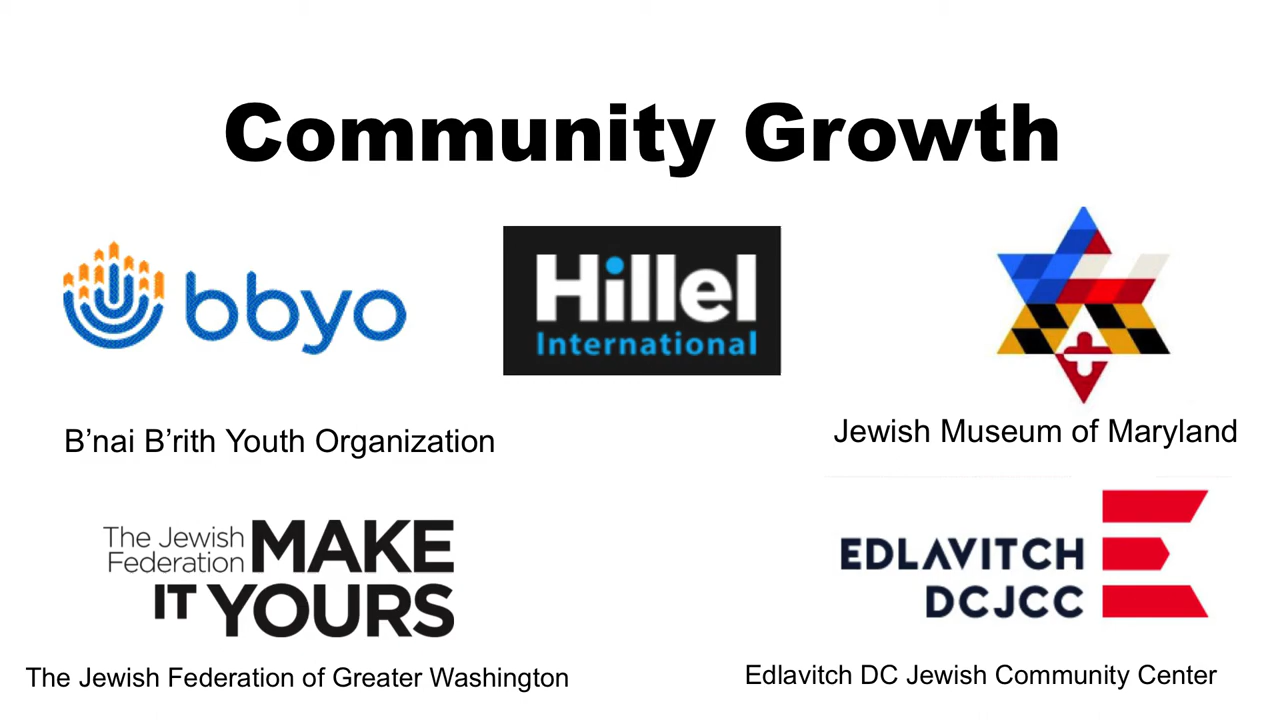 Community Growth
bbyo
Hillel
International
B’nai B’rith Youth Organization
Jewish Museum of Maryland
The Jewish
Federation
MAKE
IT YOURS
EDLAVITCH
DCJCC
The Jewish Federation of Greater Washington
Edlavitch DC Jewish Community Center